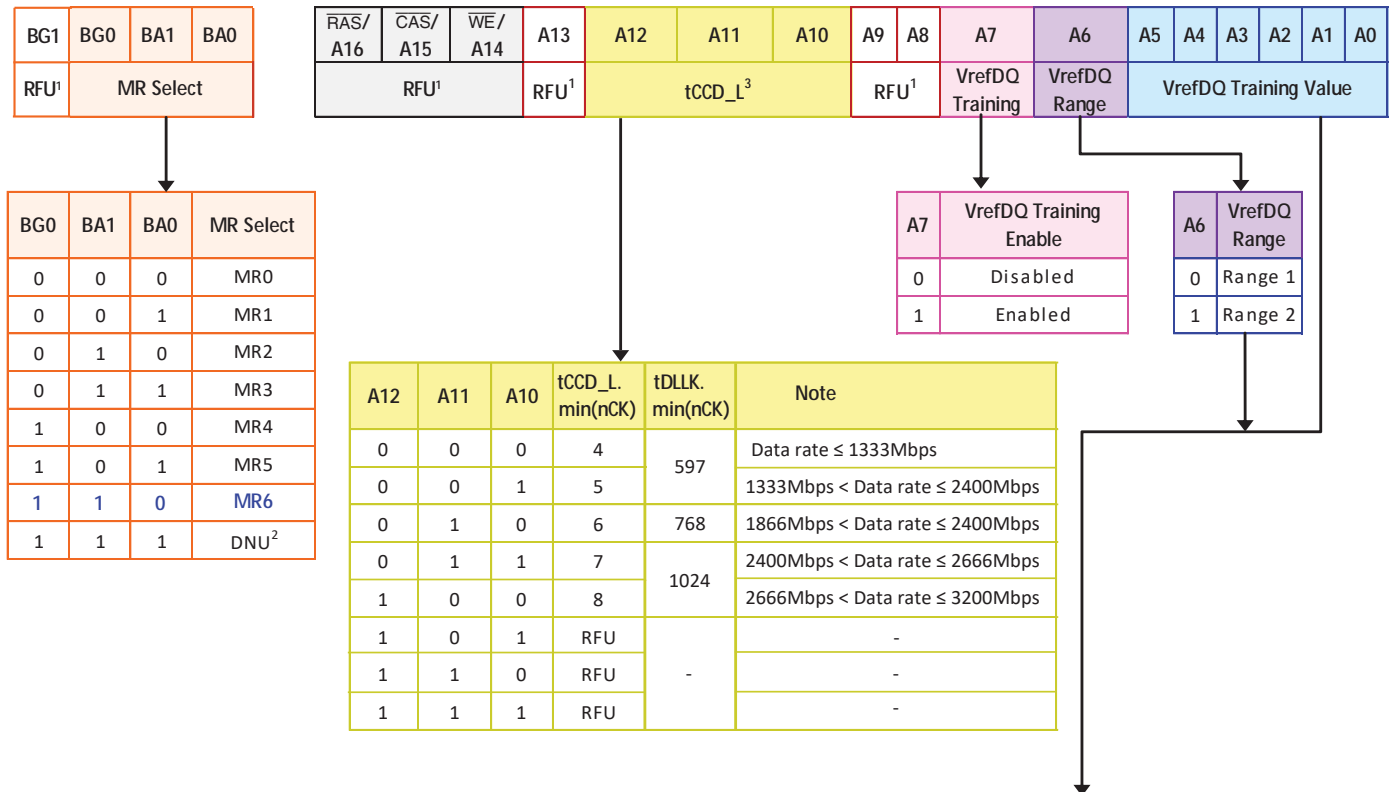 BG1 BG0 BA1 BA0
RFU¹ MR Select
RAS/ A16 CAS/ A15 WE/ A14 A13 A12 A11 A10 A9 A8 A7 A6 A5 A4 A3 A2 A1 A0
RFU¹ RFU¹ tCCD_L³ RFU¹ VrefDQ Training VrefDQ Range VrefDQ Training Value
BG0 BA1 BA0 MR Select
0 0 0 MR0
0 0 1 MR1
0 1 0 MR2
0 1 1 MR3
1 0 0 MR4
1 0 1 MR5
1 1 0 MR6
1 1 1 DNU²
A7 VrefDQ Training Enable
0 Disabled
1 Enabled
A6 VrefDQ Range
0 Range 1
1 Range 2
A12 A11 A10 tCCD_L. min(nCK) tDLLK. min(nCK) Note
0 0 0 4 597 Data rate ≤ 1333Mbps
0 0 1 5 1333Mbps < Data rate ≤ 2400Mbps
0 1 0 6 768 1866Mbps < Data rate ≤ 2400Mbps
0 1 1 7 1024 2400Mbps < Data rate ≤ 2666Mbps
1 0 0 8 2666Mbps < Data rate ≤ 3200Mbps
1 0 1 RFU - -
1 1 0 RFU -
1 1 1 RFU -